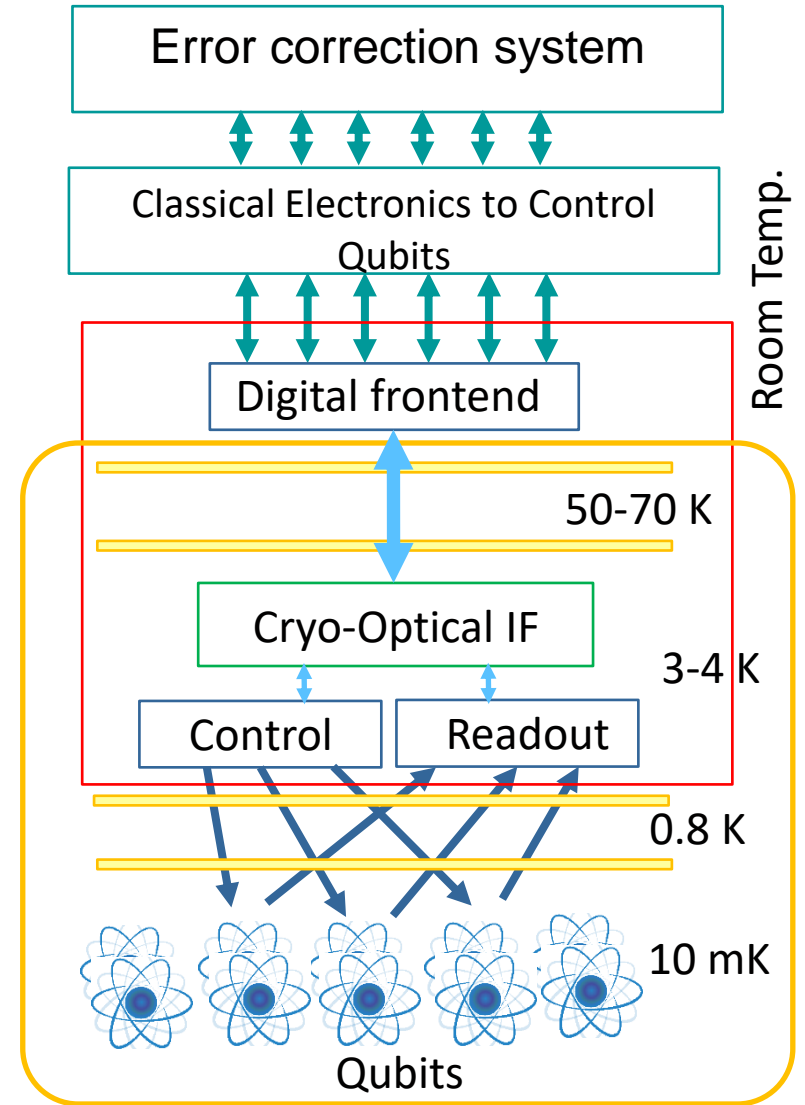 Error correction system
Classical Electronics to Control
Qubits
Room Temp.
Digital frontend
50-70 K
Cryo-Optical IF
3-4 K
Control
Readout
0.8 K
10 mK
Qubits